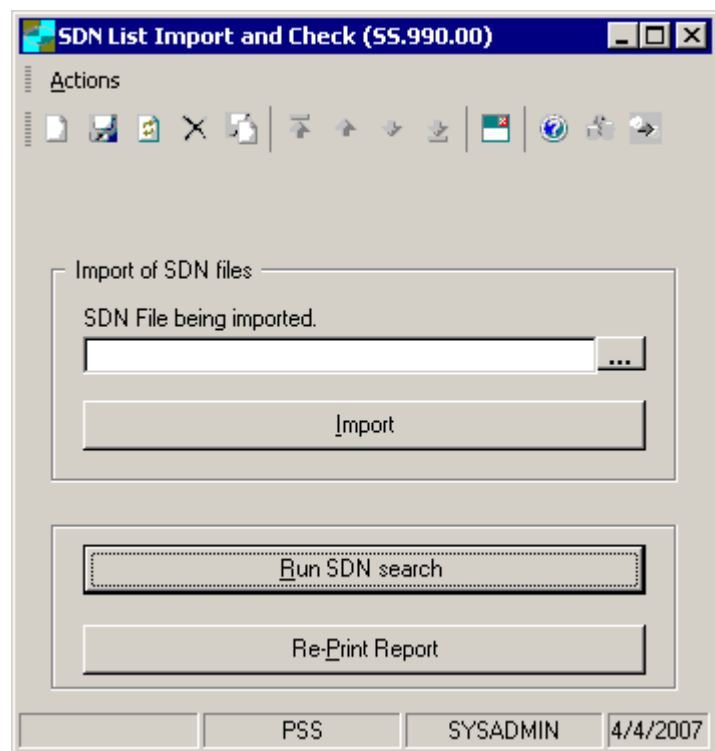 SDN List Import and Check (SS.990.00)
Actions
Import of SDN files
SDN File being imported.
...
Import
Run SDN search
Re-Print Report
PSS SYSADMIN 4/4/2007